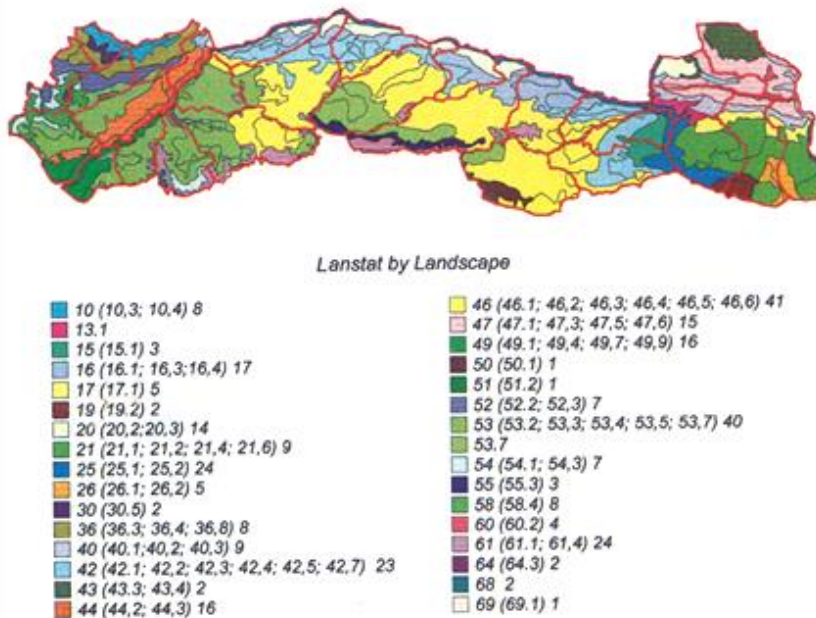 Lanstat by Landscape
10 (10,3; 10,4) 8
13.1
15 (15.1) 3
16 (16.1; 16,3;16,4) 17
17 (17.1) 5
19 (19.2) 2
20 (20,2;20,3) 14
21 (21,1; 21,2; 21,4; 21,6) 9
25 (25,1; 25,2) 24
26 (26.1; 26,2) 5
30 (30.5) 2
36 (36.3; 36,4; 36,8) 8
40 (40.1;40,2; 40,3) 9
42 (42.1; 42,2; 42,3; 42,4; 42,5; 42,7) 23
43 (43.3; 43,4) 2
44 (44,2; 44,3) 16
46 (46.1; 46,2; 46,3; 46,4; 46,5; 46,6) 41
47 (47.1; 47,3; 47,5; 47,6) 15
49 (49.1; 49,4; 49,7; 49,9) 16
50 (50.1) 1
51 (51.2) 1
52 (52.2; 52,3) 7
53 (53.2; 53,3; 53,4; 53,5; 53,7) 40
53.7
54 (54.1; 54,3) 7
55 (55.3) 3
58 (58.4) 8
60 (60.2) 4
61 (61.1; 61,4) 24
64 (64.3) 2
68 2
69 (69.1) 1